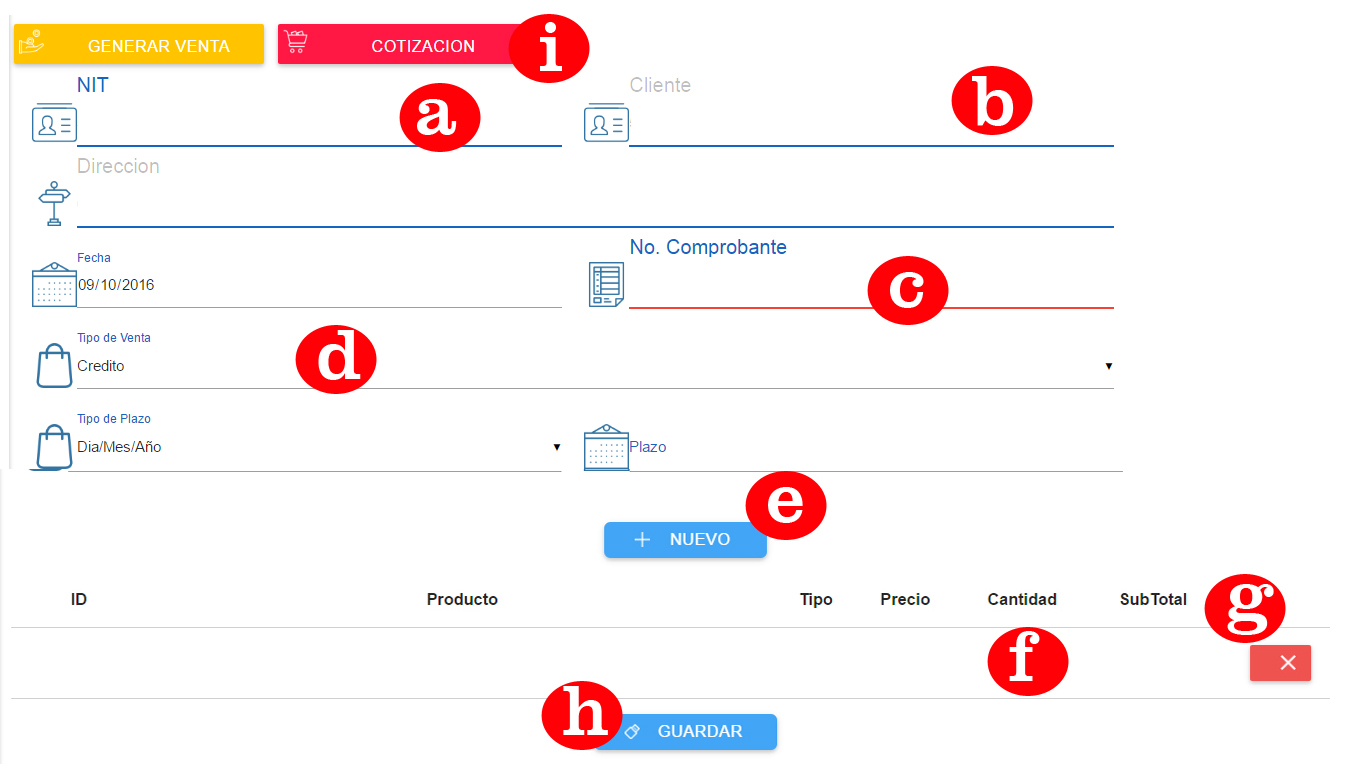 GENERAR VENTA COTIZACION i
NIT a Cliente b
Direccion
Fecha No. Comprobante
09/10/2016 c
Tipo de Venta d
Credito
Tipo de Plazo
Dia/Mes/Año Plazo
e
NUEVO
ID Producto Tipo Precio Cantidad SubTotal g
f
h GUARDAR